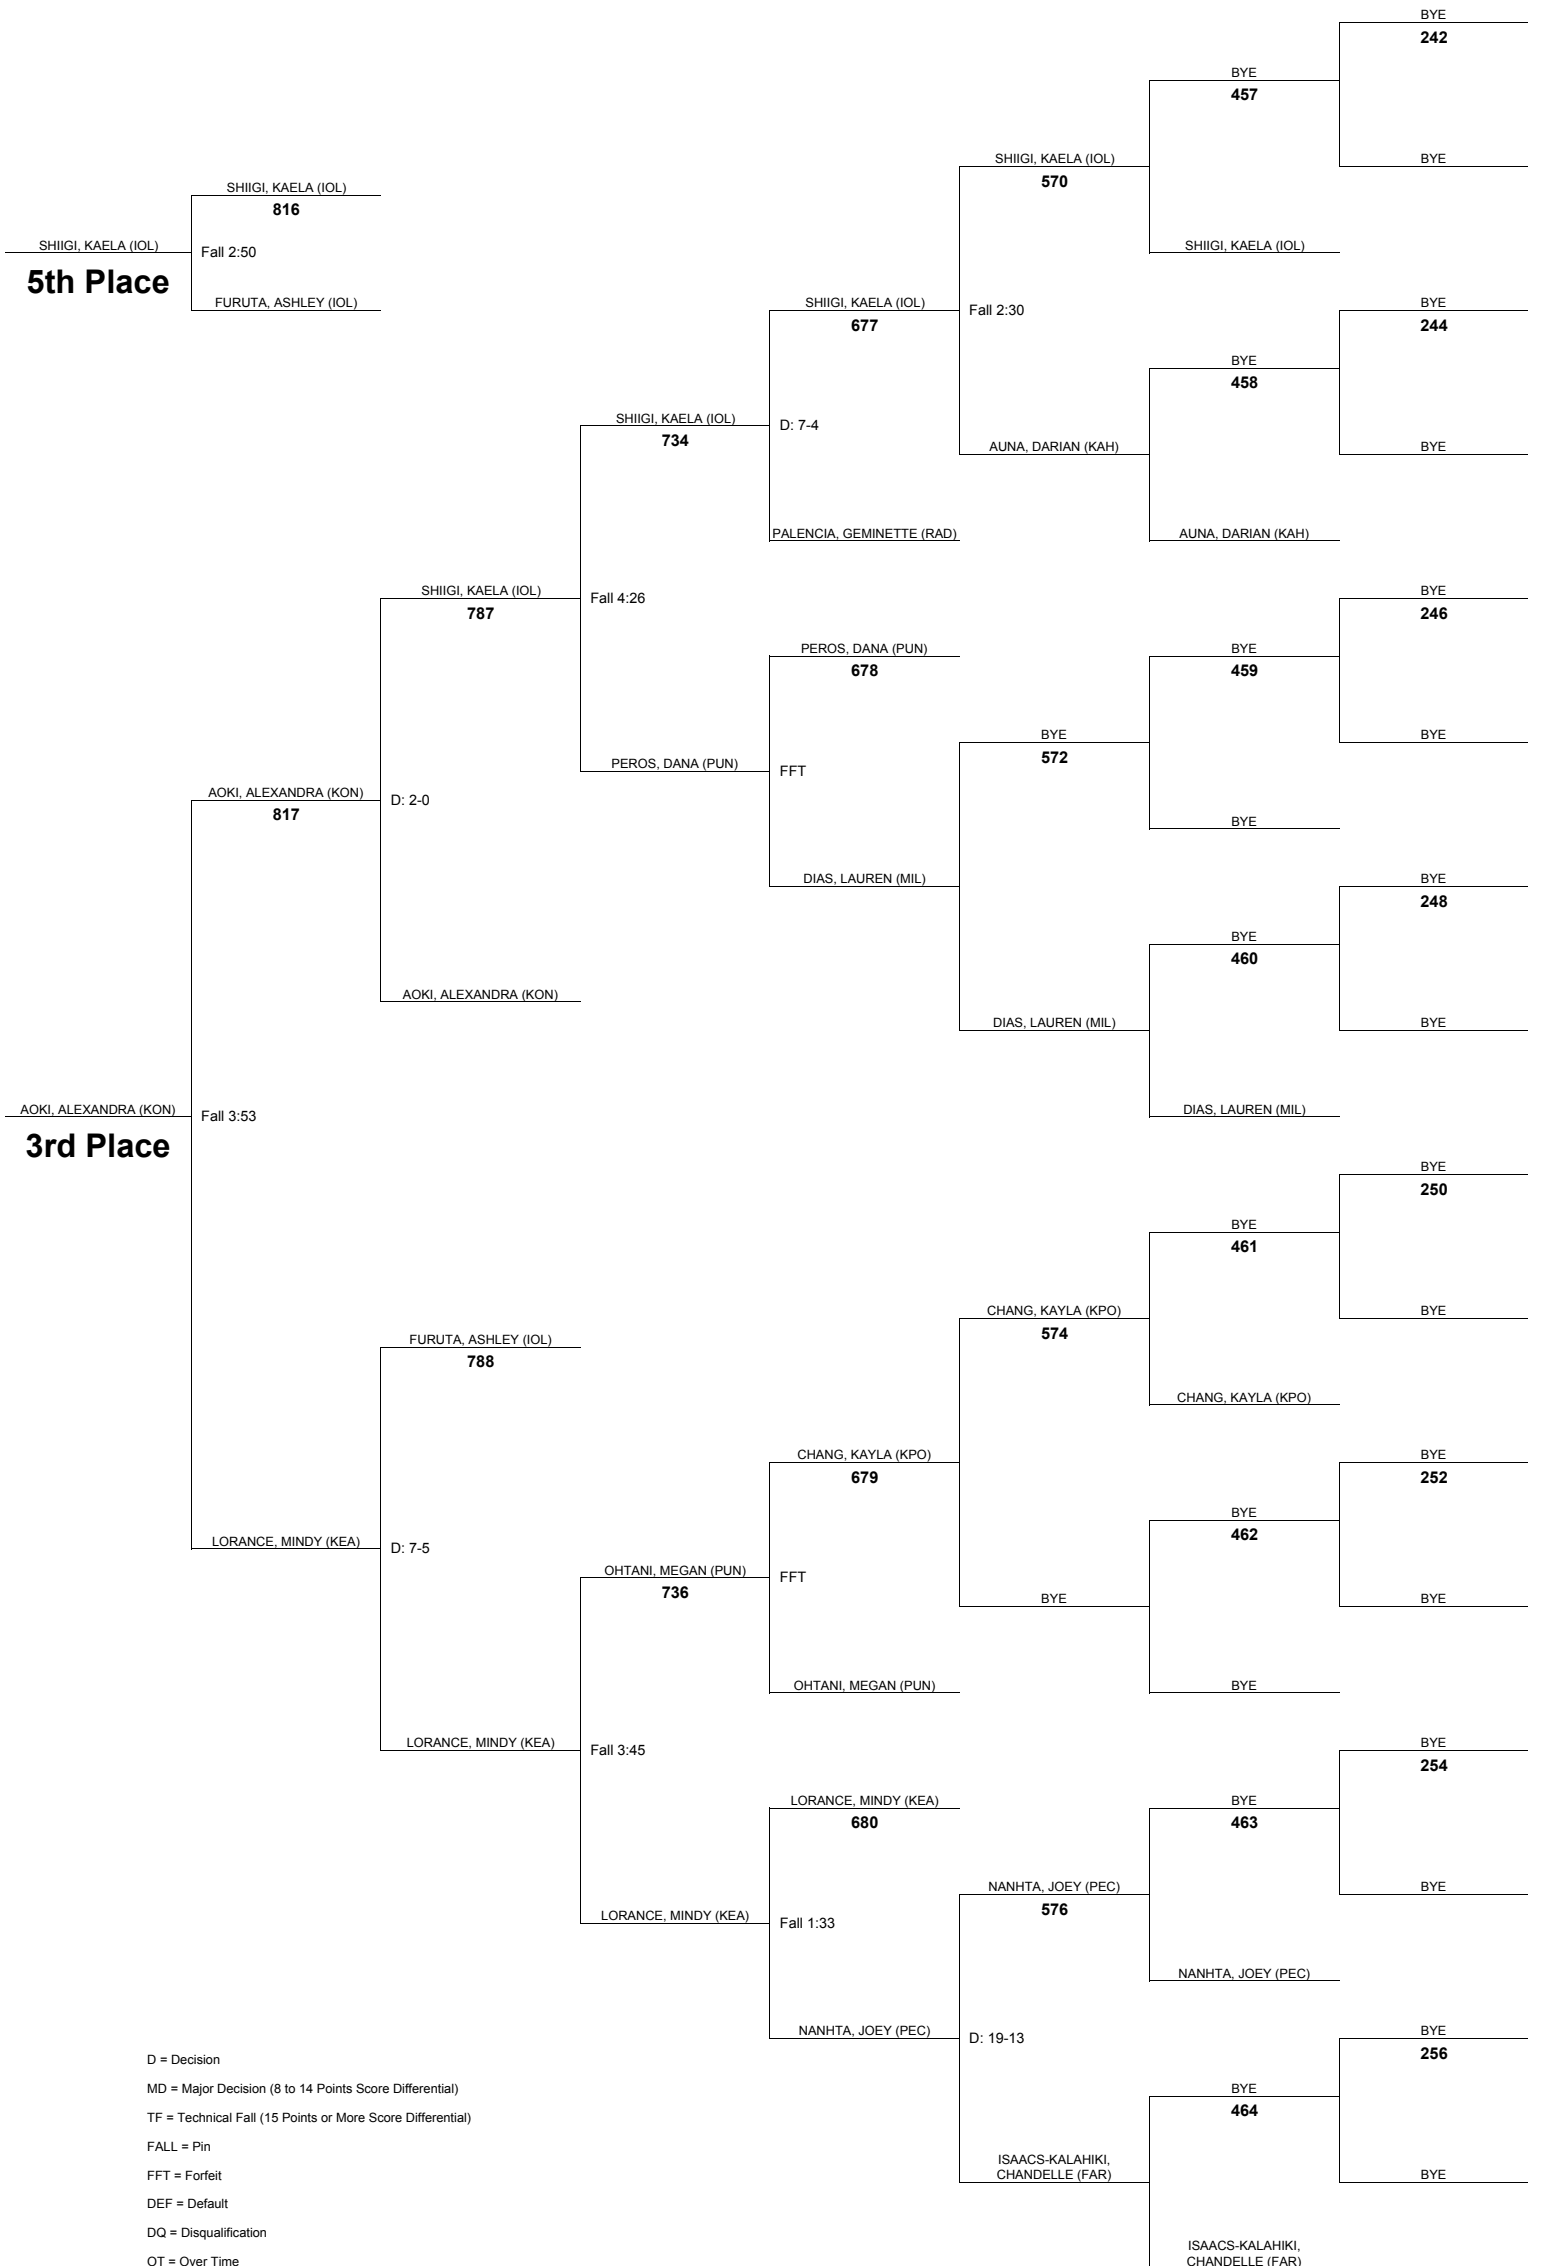 BYE
242
BYE
457
SHIIGI, KAELA (IOL)
570
BYE
SHIIGI, KAELA (IOL)
816
SHIIGI, KAELA (IOL)
Fall 2:50
SHIIGI, KAELA (IOL)
5th Place
FURUTA, ASHLEY (IOL)
SHIIGI, KAELA (IOL)
677
Fall 2:30
BYE
244
BYE
458
SHIIGI, KAELA (IOL)
734
D: 7-4
AUNA, DARIAN (KAH)
BYE
PALENCIA, GEMINETTE (RAD)
AUNA, DARIAN (KAH)
SHIIGI, KAELA (IOL)
787
Fall 4:26
BYE
246
PEROS, DANA (PUN)
678
BYE
459
BYE
572
BYE
PEROS, DANA (PUN)
FFT
AOKI, ALEXANDRA (KON)
817
D: 2-0
BYE
DIAS, LAUREN (MIL)
BYE
248
BYE
460
AOKI, ALEXANDRA (KON)
DIAS, LAUREN (MIL)
BYE
AOKI, ALEXANDRA (KON)
Fall 3:53
3rd Place
DIAS, LAUREN (MIL)
BYE
250
BYE
461
CHANG, KAYLA (KPO)
574
BYE
FURUTA, ASHLEY (IOL)
788
CHANG, KAYLA (KPO)
CHANG, KAYLA (KPO)
679
BYE
252
BYE
462
LORANCE, MINDY (KEA)
D: 7-5
OHTANI, MEGAN (PUN)
736
FFT
BYE
BYE
OHTANI, MEGAN (PUN)
BYE
LORANCE, MINDY (KEA)
Fall 3:45
BYE
254
LORANCE, MINDY (KEA)
680
BYE
463
NANHTA, JOEY (PEC)
576
BYE
LORANCE, MINDY (KEA)
Fall 1:33
NANHTA, JOEY (PEC)
NANHTA, JOEY (PEC)
D: 19-13
BYE
256
D = Decision
MD = Major Decision (8 to 14 Points Score Differential)
BYE
464
TF = Technical Fall (15 Points or More Score Differential)
FALL = Pin
ISAACS-KALAHIKI,
CHANDELLE (FAR)
BYE
FFT = Forfeit
DEF = Default
DQ = Disqualification
OT = Over Time
ISAACS-KALAHIKI,
CHANDELLE (FAR)